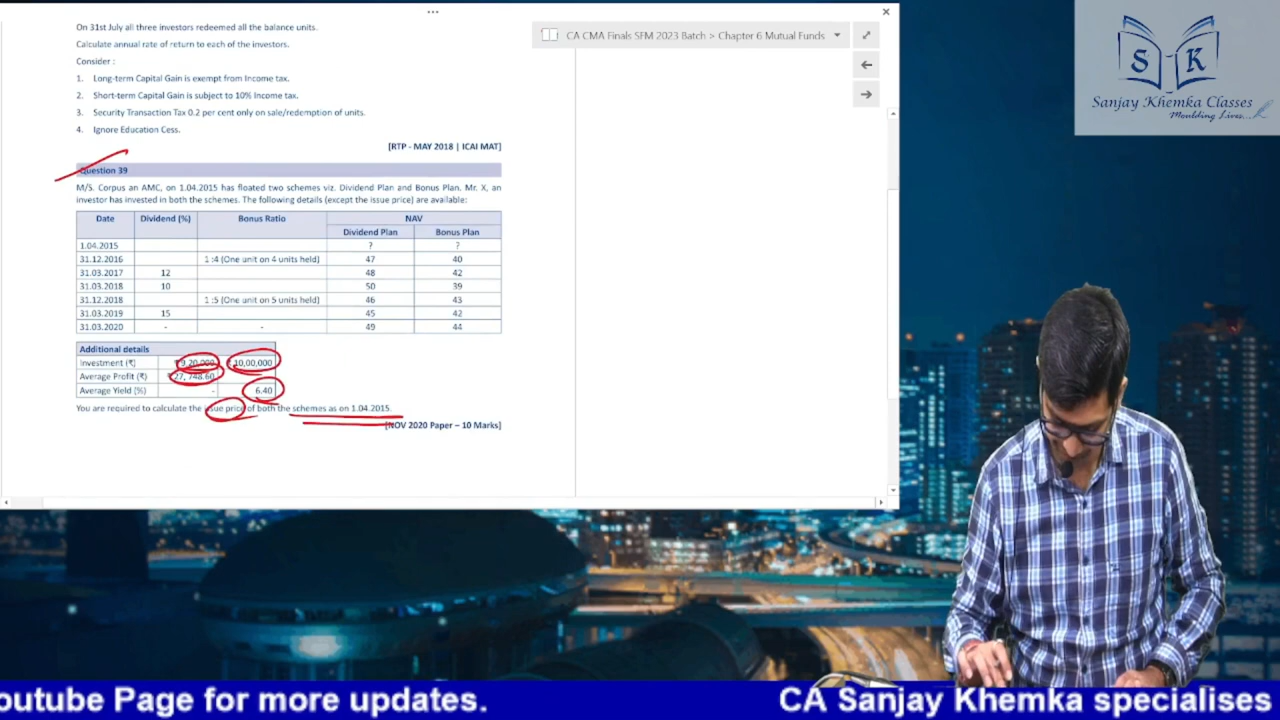 On 31st July all three investors redeemed all the balance units.
Calculate annual rate of return to each of the investors.
Consider :
1. Long-term Capital Gain is exempt from Income tax.
2. Short-term Capital Gain is subject to 10% Income tax.
3. Security Transaction Tax 0.2 per cent only on sale/redemption of units.
4. Ignore Education Cess.
[RTP - MAY 2018 | ICAI MAT]
Question 39
M/S. Corpus an AMC, on 1.04.2015 has floated two schemes viz. Dividend Plan and Bonus Plan. Mr. X, an
investor has invested in both the schemes. The following details (except the issue price) are available:
Date Dividend (%) Bonus Ratio NAV
Dividend Plan Bonus Plan
1.04.2015 ? ?
31.12.2016 1 :4 (One unit on 4 units held) 47 40
31.03.2017 12 48 42
31.03.2018 10 50 39
31.12.2018 1 :5 (One unit on 5 units held) 46 43
31.03.2019 15 45 42
31.03.2020 - - 49 44
Additional details
Investment (₹) ₹ 9,20,000 ₹ 10,00,000
Average Profit (₹) ₹ 27, 748.60
Average Yield (%) - 6.40
You are required to calculate the issue price of both the schemes as on 1.04.2015.
[NOV 2020 Paper – 10 Marks]
CA CMA Finals SFM 2023 Batch > Chapter 6 Mutual Funds
S K
Sanjay Khemka Classes
Moulding Lives...
outube Page for more updates. CA Sanjay Khemka specialises